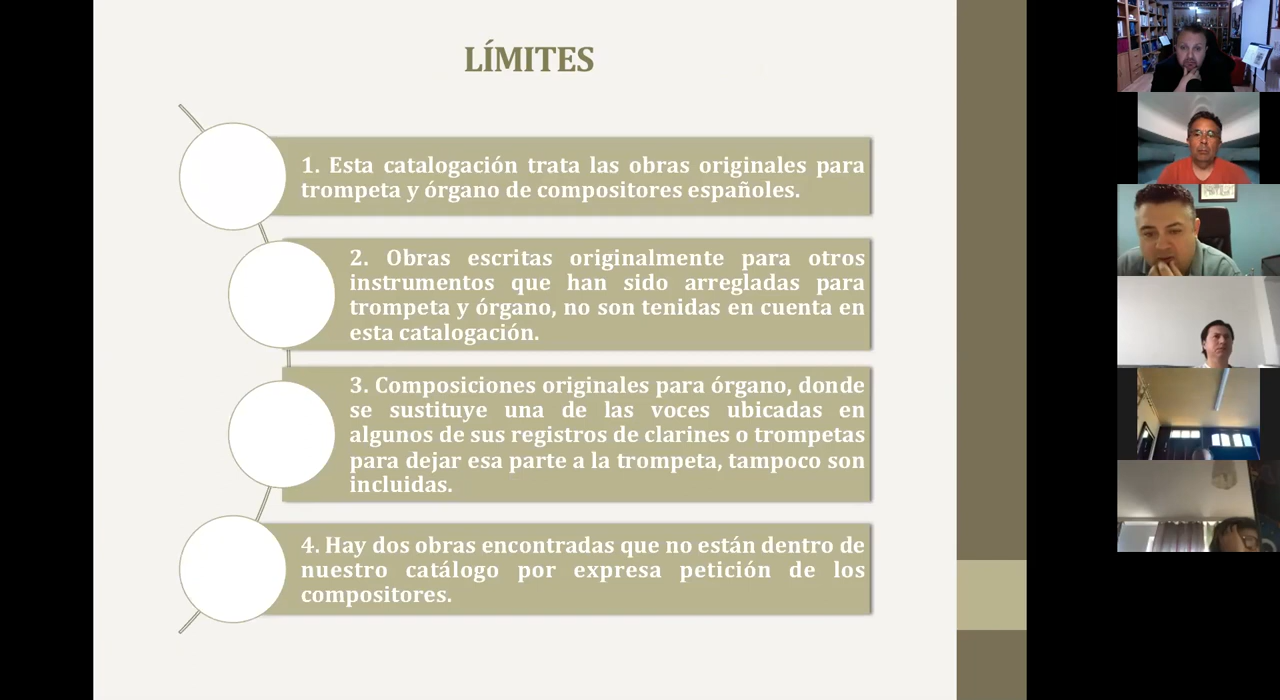 LÍMITES
1. Esta catalogación trata las obras originales para
trompeta y órgano de compositores españoles.
2. Obras escritas originalmente para otros
instrumentos que han sido arregladas para
trompeta y órgano, no son tenidas en cuenta en
esta catalogación.
3. Composiciones originales para órgano, donde
se sustituye una de las voces ubicadas en
algunos de sus registros de clarines o trompetas
para dejar esa parte a la trompeta, tampoco son
incluidas.
4. Hay dos obras encontradas que no están dentro de
nuestro catálogo por expresa petición de los
compositores.